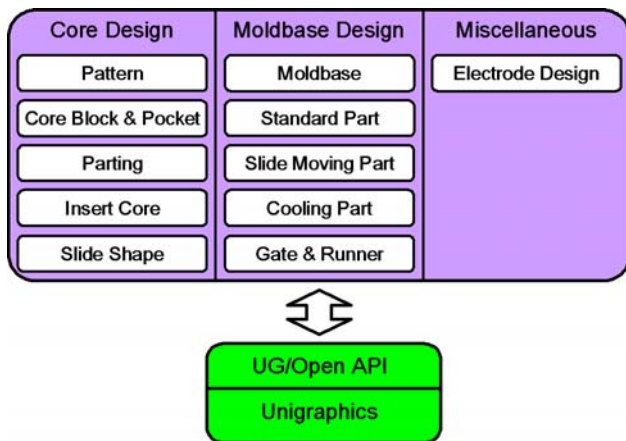 Core Design
Pattern
Core Block & Pocket
Parting
Insert Core
Slide Shape
Moldbase Design
Moldbase
Standard Part
Slide Moving Part
Cooling Part
Gate & Runner
Miscellaneous
Electrode Design
UG/Open API
Unigraphics